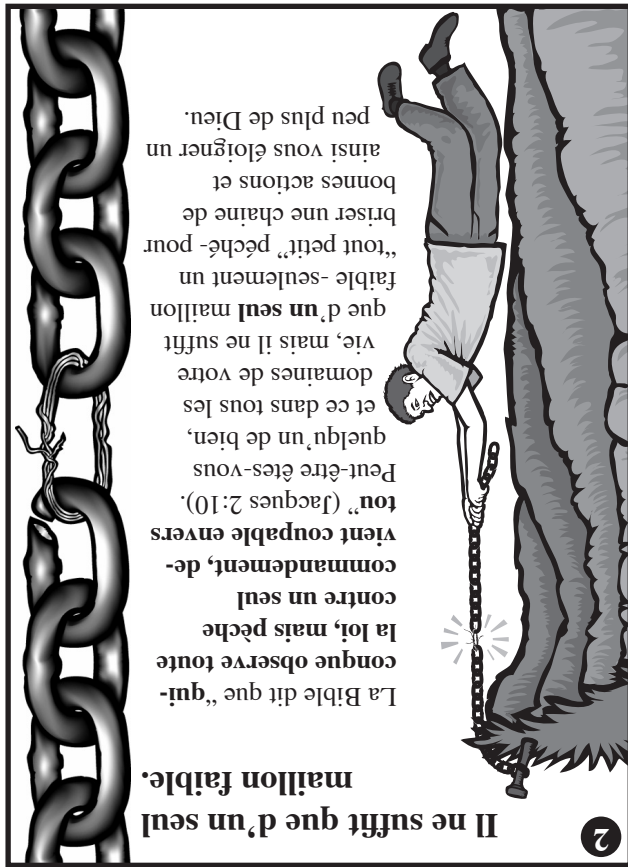 2
Il ne suffit que d'un seul
maillon faible.
La Bible dit que "qui-
conque observe toute
la loi, mais pèche
contre un seul
commandement, de-
vient coupable envers
tou" (Jacques 2:10).
Peut-être êtes-vous
quelqu'un de bien,
et ce dans tous les
domaines de votre
vie, mais il ne suffit
que d'un seul maillon
faible -seulement un
"tout petit" péché- pour
briser une chaine de
bonnes actions et
ainsi vous éloigner un
peu plus de Dieu.